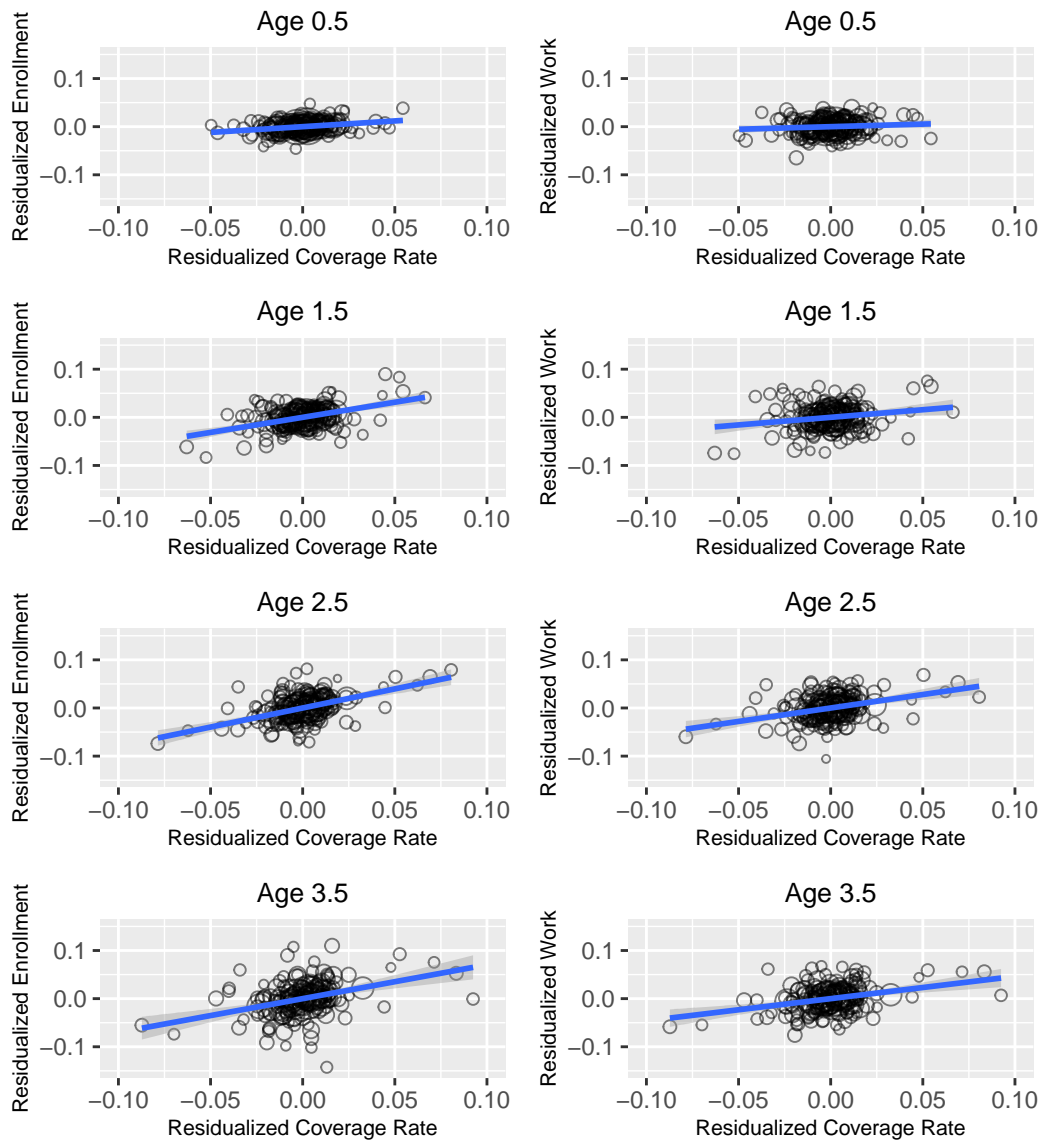 Age 0.5
Residualized Enrollment
0.1
0.0
−0.1
−0.10 −0.05 0.00 0.05 0.10
Residualized Coverage Rate
Age 0.5
Residualized Work
0.1
0.0
−0.1
−0.10 −0.05 0.00 0.05 0.10
Residualized Coverage Rate
Age 1.5
Residualized Enrollment
0.1
0.0
−0.1
−0.10 −0.05 0.00 0.05 0.10
Residualized Coverage Rate
Age 1.5
Residualized Work
0.1
0.0
−0.1
−0.10 −0.05 0.00 0.05 0.10
Residualized Coverage Rate
Age 2.5
Residualized Enrollment
0.1
0.0
−0.1
−0.10 −0.05 0.00 0.05 0.10
Residualized Coverage Rate
Age 2.5
Residualized Work
0.1
0.0
−0.1
−0.10 −0.05 0.00 0.05 0.10
Residualized Coverage Rate
Age 3.5
Residualized Enrollment
0.1
0.0
−0.1
−0.10 −0.05 0.00 0.05 0.10
Residualized Coverage Rate
Age 3.5
Residualized Work
0.1
0.0
−0.1
−0.10 −0.05 0.00 0.05 0.10
Residualized Coverage Rate